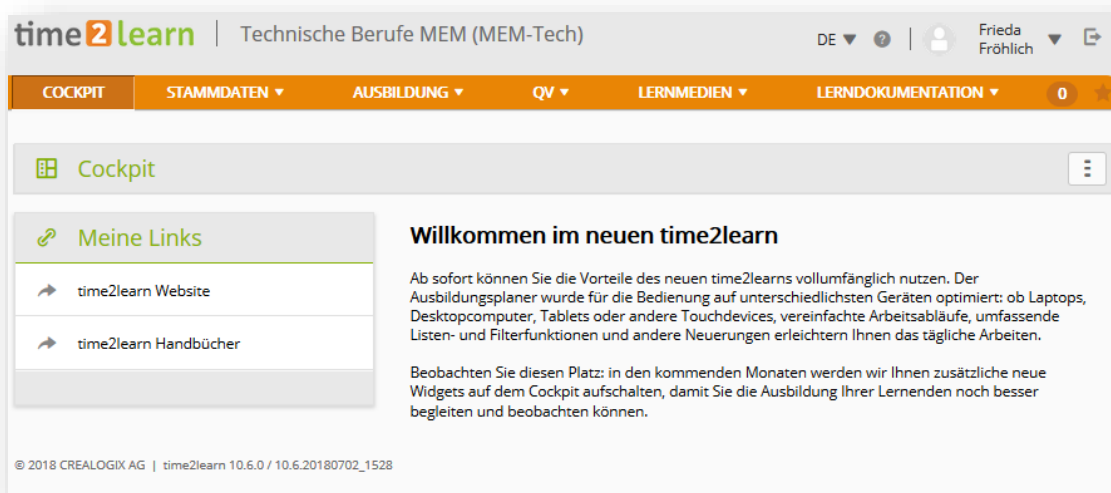 time2learn | Technische Berufe MEM (MEM-Tech)
DE ▼ ? | Frieda Fröhlich ▼
COCKPIT STAMMDATEN ▼ AUSBILDUNG ▼ QV ▼ LERNMEDIEN ▼ LERNDOKUMENTATION ▼ 0
Cockpit
Meine Links
time2learn Website
time2learn Handbücher
Willkommen im neuen time2learn
Ab sofort können Sie die Vorteile des neuen time2learns vollumfänglich nutzen. Der
Ausbildungsplaner wurde für die Bedienung auf unterschiedlichsten Geräten optimiert: ob Laptops,
Desktopcomputer, Tablets oder andere Touchdevices, vereinfachte Arbeitsabläufe, umfassende
Listen- und Filterfunktionen und andere Neuerungen erleichtern Ihnen das tägliche Arbeiten.
Beobachten Sie diesen Platz: in den kommenden Monaten werden wir Ihnen zusätzliche neue
Widgets auf dem Cockpit aufschalten, damit Sie die Ausbildung Ihrer Lernenden noch besser
begleiten und beobachten können.
© 2018 CREALOGIX AG | time2learn 10.6.0 / 10.6.20180702_1528